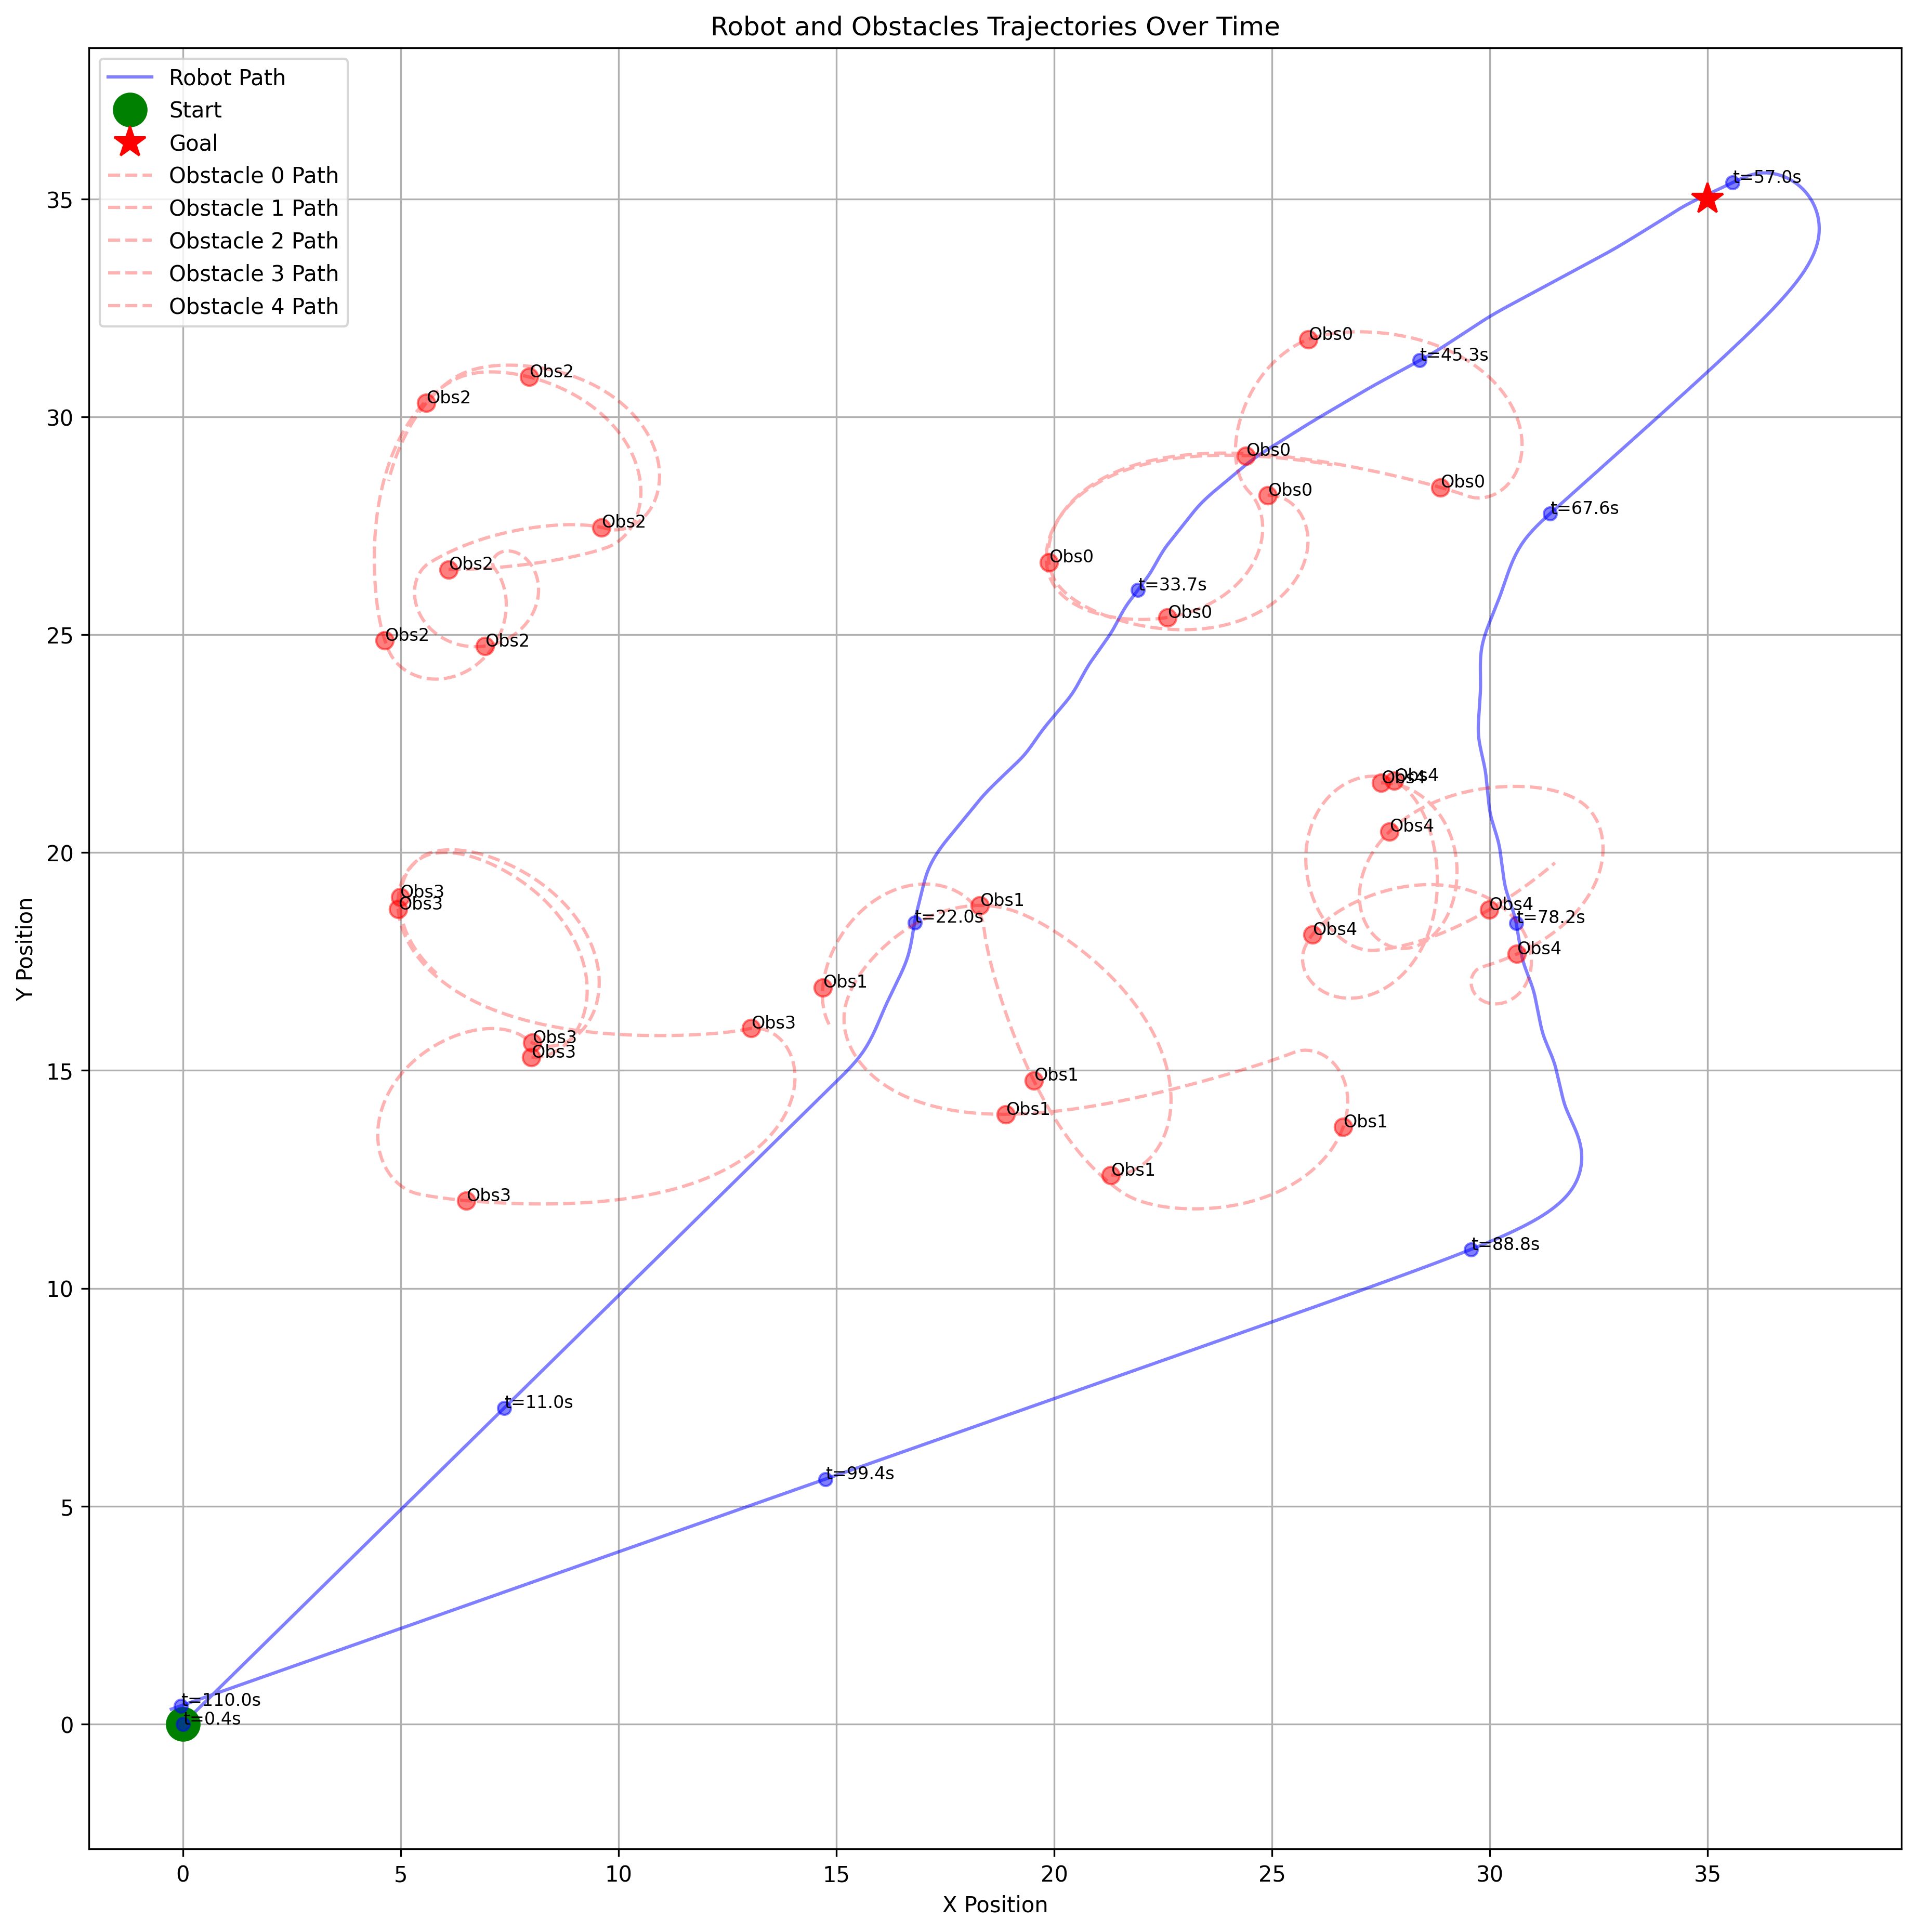 Robot and Obstacles Trajectories Over Time
Robot Path
Start
Goal
Obstacle 0 Path
Obstacle 1 Path
Obstacle 2 Path
Obstacle 3 Path
Obstacle 4 Path
t=57.0s
35
Obs0
t=45.3s
Obs2
Obs2
30
Obs0
Obs0
Obs0
t=67.6s
Obs2
Obs2
Obs0
t=33.7s
Obs0
25
Obs2
Obs2
Obs4
Obs4
Obs4
20
Obs3
Obs3
Obs1
t=22.0s
Obs4
t=78.2s
Obs4
Obs4
Y Position
Obs1
Obs3
Obs3
Obs3
15
Obs1
Obs1
Obs1
Obs1
Obs3
t=88.8s
10
t=11.0s
t=99.4s
5
t=110.0s
t=0.4s
0
0 5 10 15 20 25 30 35
X Position